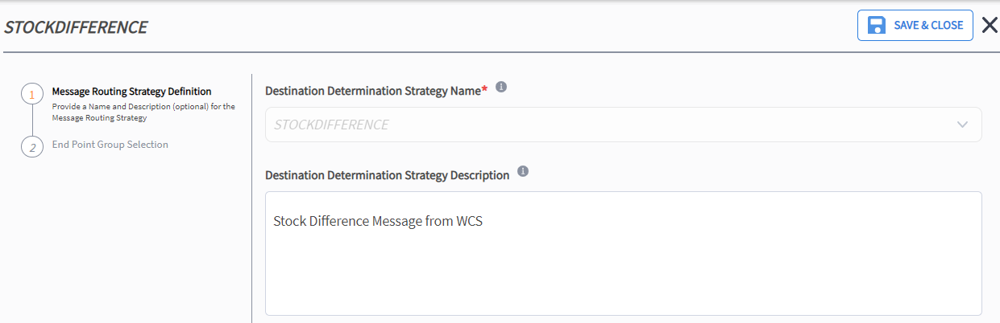 STOCKDIFFERENCE
SAVE & CLOSE
1
Message Routing Strategy Definition
Provide a Name and Description (optional) for the
Message Routing Strategy
2
End Point Group Selection
Destination Determination Strategy Name*
STOCKDIFFERENCE
Destination Determination Strategy Description
Stock Difference Message from WCS